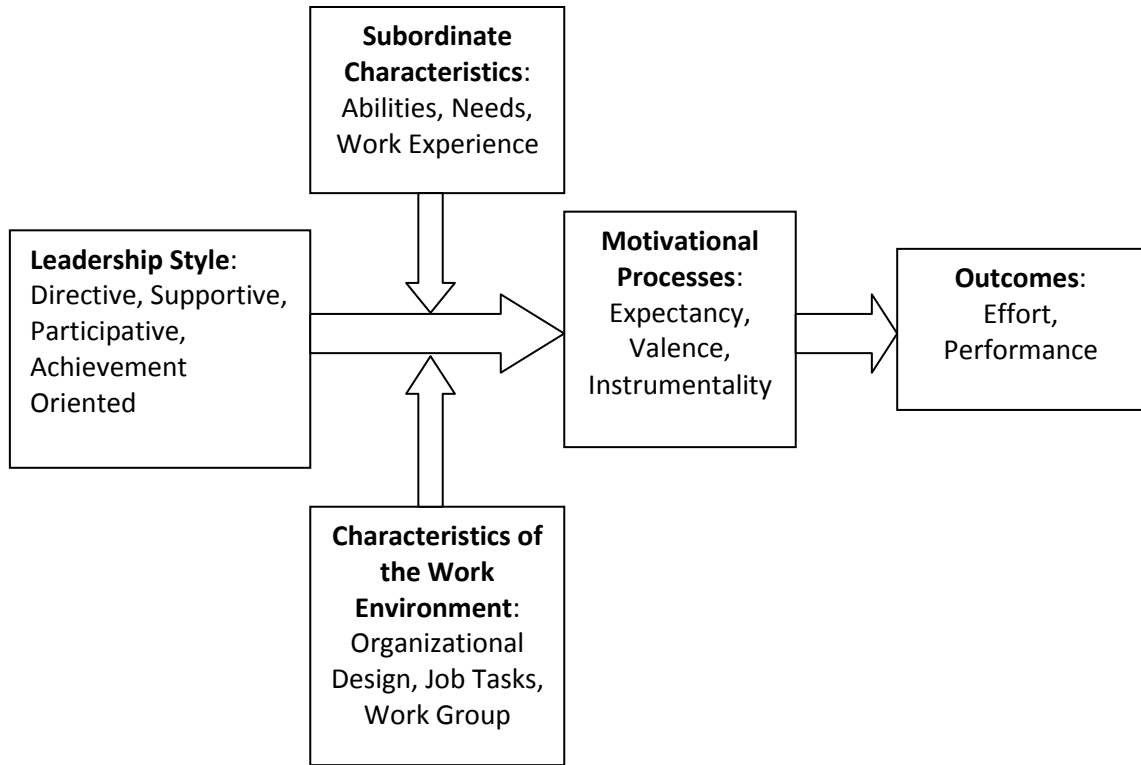 Subordinate
Characteristics:
Abilities, Needs,
Work Experience
Leadership Style:
Directive, Supportive,
Participative,
Achievement
Oriented
Motivational
Processes:
Expectancy,
Valence,
Instrumentality
Outcomes:
Effort,
Performance
Characteristics of
the Work
Environment:
Organizational
Design, Job Tasks,
Work Group